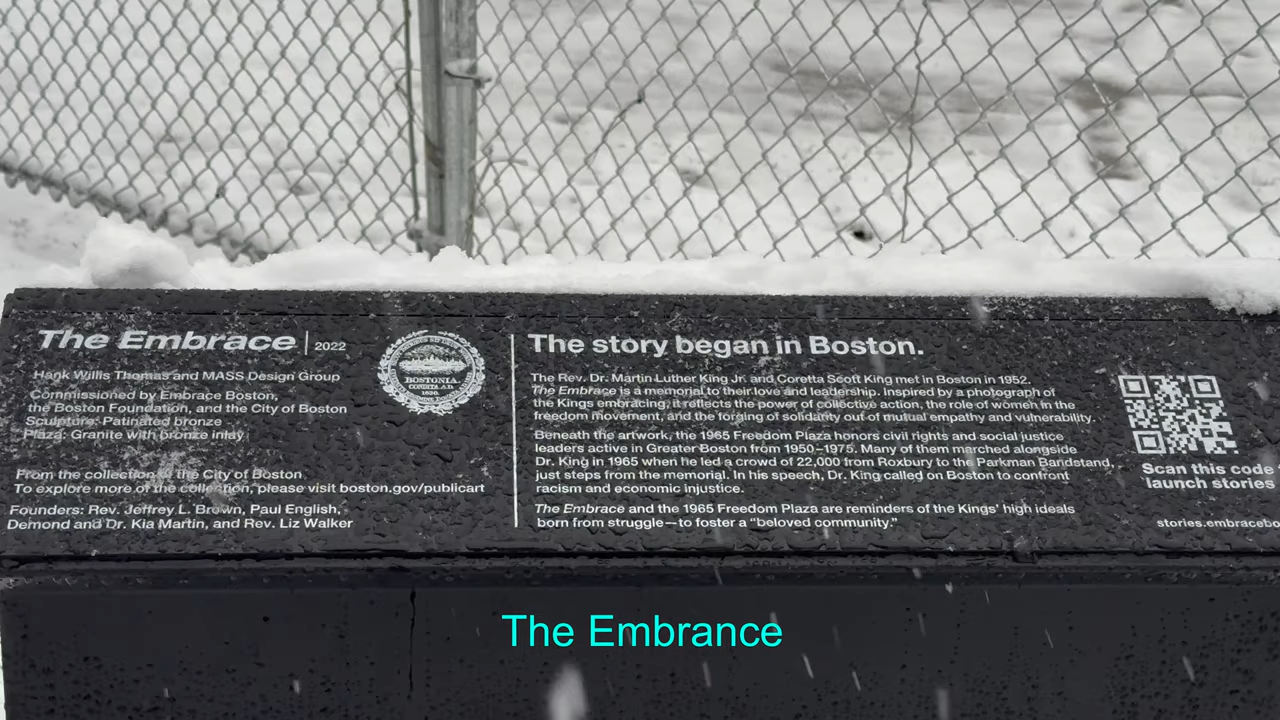 The Embrace | 2022
Hank Willis Thomas and MASS Design Group
Commissioned by Embrace Boston,
the Boston Foundation, and the City of Boston
Sculpture: Patinated bronze
Plaza: Granite with bronze inlay
From the collection of the City of Boston
To explore more of the collection, please visit boston.gov/publicart
Founders: Rev. Jeffrey L. Brown, Paul English,
Demond and Dr. Kia Martin, and Rev. Liz Walker
BOSTONIA.
CONDITA A.D.
1630.
The story began in Boston.
The Rev. Dr. Martin Luther King Jr. and Coretta Scott King met in Boston in 1952.
The Embrace is a memorial to their love and leadership. Inspired by a photograph of
the Kings embracing, it reflects the power of collective action, the role of women in the
freedom movement, and the forging of solidarity out of mutual empathy and vulnerability.
Beneath the artwork, the 1965 Freedom Plaza honors civil rights and social justice
leaders active in Greater Boston from 1950–1975. Many of them marched alongside
Dr. King in 1965 when he led a crowd of 22,000 from Roxbury to the Parkman Bandstand,
just steps from the memorial. In his speech, Dr. King called on Boston to confront
racism and economic injustice.
The Embrace and the 1965 Freedom Plaza are reminders of the Kings' high ideals
born from struggle—to foster a “beloved community.”
Scan this code
launch stories
stories.embracebo
The Embrance